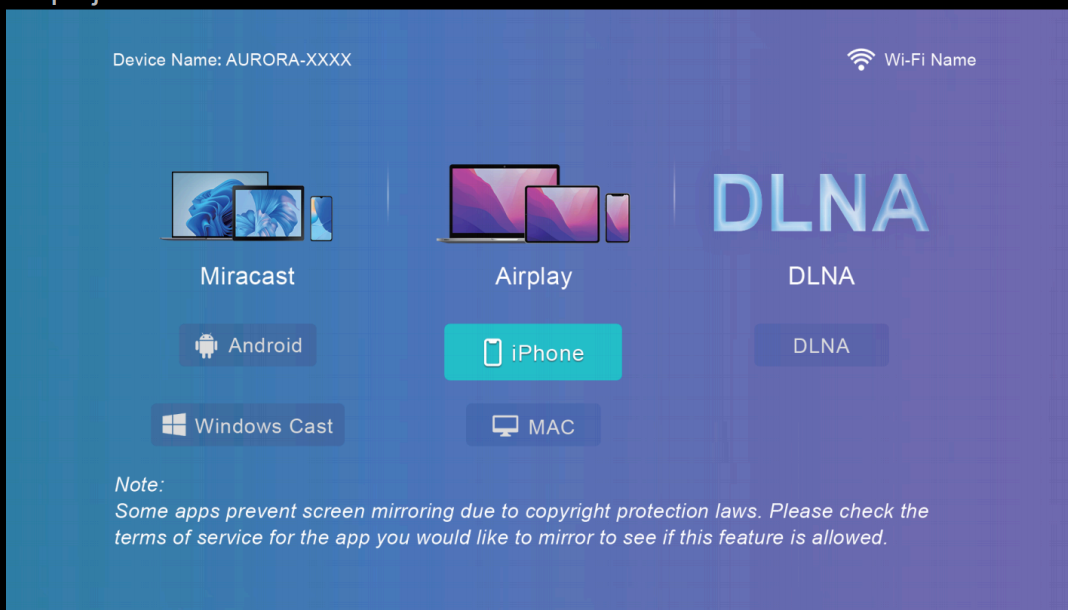 Device Name: AURORA-XXXX
Wi-Fi Name
DLNA
Miracast
Airplay
DLNA
Android
iPhone
DLNA
Windows Cast
MAC
Note:
Some apps prevent screen mirroring due to copyright protection laws. Please check the
terms of service for the app you would like to mirror to see if this feature is allowed.